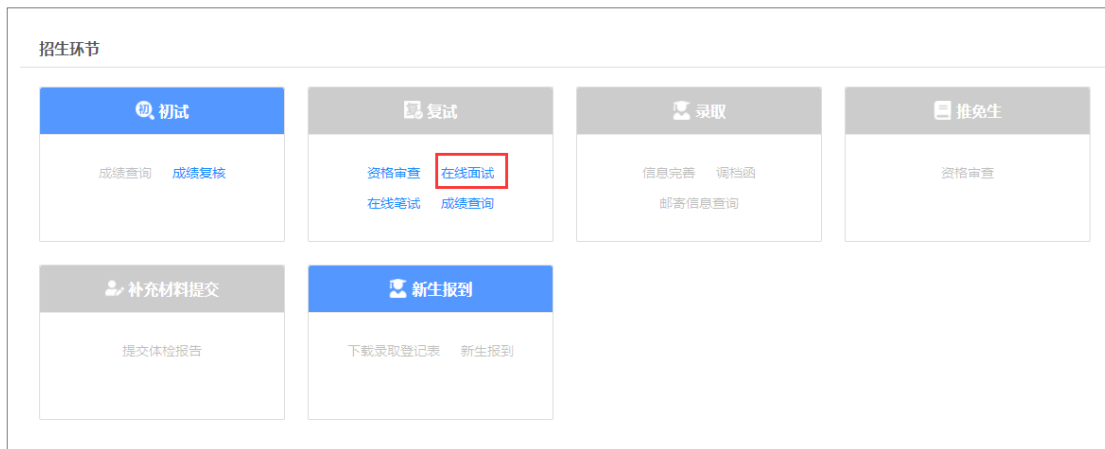 招生环节
初试
复试
录取
推免生
成绩查询 成绩复核
资格审查 在线面试
信息完善 调档函
资格审查
在线笔试 成绩查询
邮寄信息查询
补充材料提交
新生报到
提交体检报告
下载录取登记表 新生报到